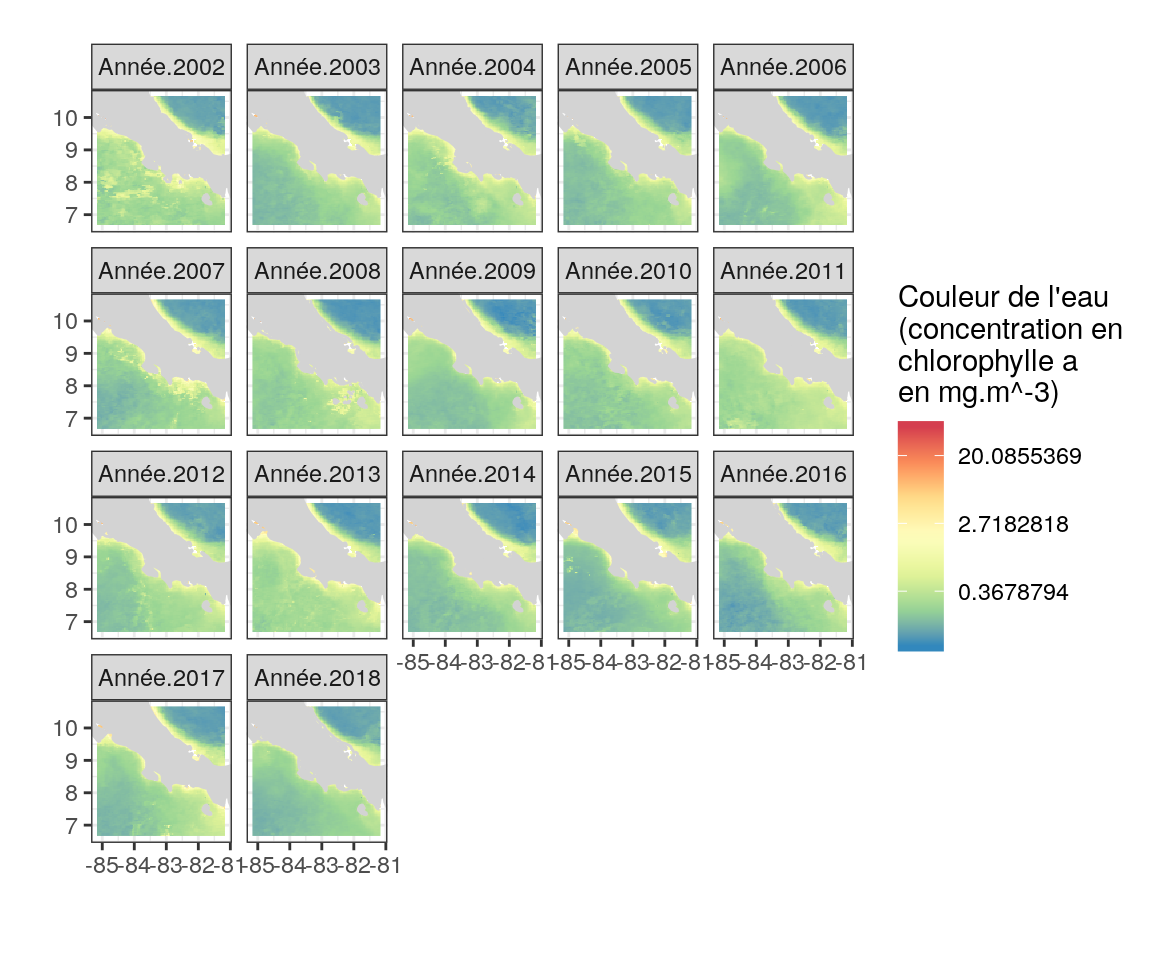 Année.2002 Année.2003 Année.2004 Année.2005 Année.2006
10
9
8
7
Année.2007 Année.2008 Année.2009 Année.2010 Année.2011
10
9
8
7
Année.2012 Année.2013 Année.2014 Année.2015 Année.2016
10
9
8
7
-85 -84 -83 -82 -81 -85 -84 -83 -82 -81 -85 -84 -83 -82 -81
Année.2017 Année.2018
10
9
8
7
-85 -84 -83 -82 -81 -85 -84 -83 -82 -81
Couleur de l'eau
(concentration en
chlorophylle a
en mg.m^-3)
20.0855369
2.7182818
0.3678794